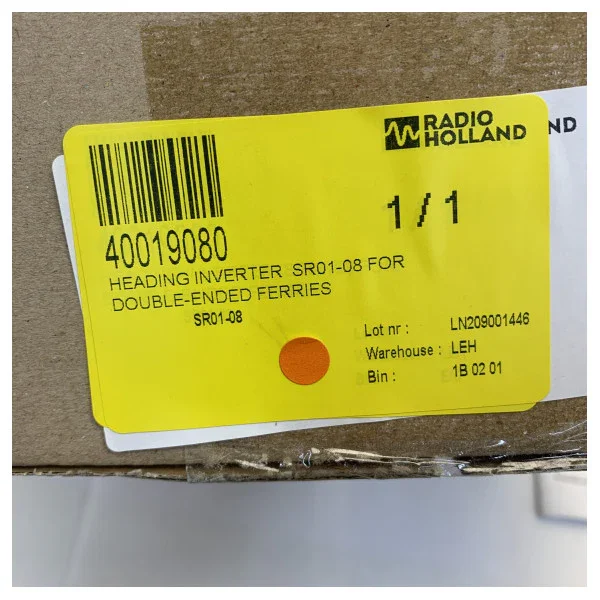 RADIO
HOLLAND
ND
1 / 1
40019080
HEADING INVERTER SR01-08 FOR
DOUBLE-ENDED FERRIES
SR01-08
Lot nr : LN209001446
Warehouse : LEH
Bin : 1B 02 01